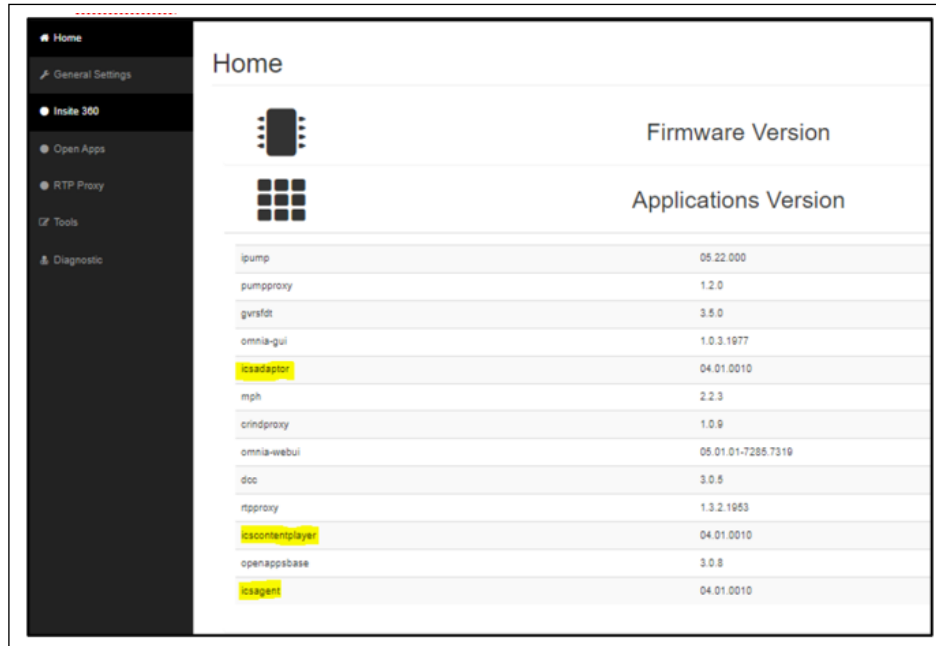 Home
General Settings
Insite 360
Open Apps
RTP Proxy
Tools
Diagnostic
Home
Firmware Version
Applications Version
ipump 05.22.000
pumpproxy 1.2.0
gvrsfdt 3.5.0
omnia-gui 1.0.3.1977
icsadaptor 04.01.0010
mph 2.2.3
crindproxy 1.0.9
omnia-webui 05.01.01-7285.7319
dcc 3.0.5
rtpproxy 1.3.2.1953
icscontentplayer 04.01.0010
openappsbase 3.0.8
icsagent 04.01.0010